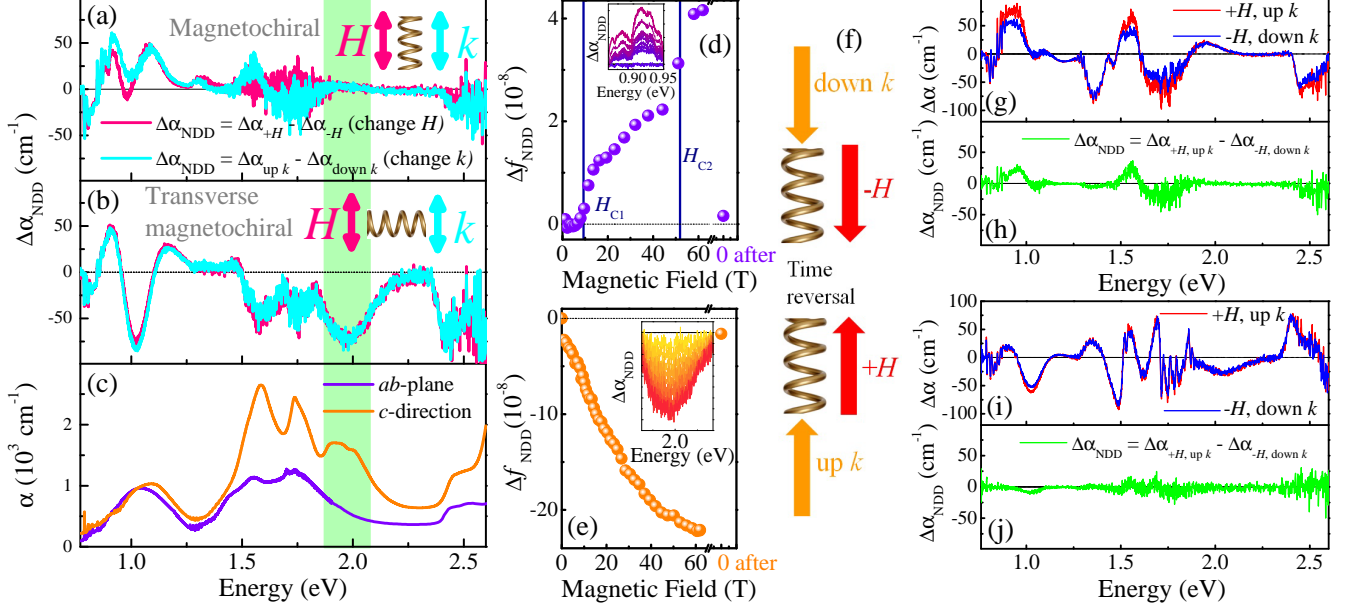 (a)
Magnetochiral
H
k
50
0
-50
Δα_NDD = Δα_+H - Δα_-H (change H)
Δα_NDD = Δα_up k - Δα_down k (change k)
Δα_NDD (cm⁻¹)
(b)
Transverse
magnetochiral
H
k
50
0
-50
(c)
ab-plane
c-direction
α (10³ cm⁻¹)
2
1
0
1.0
1.5
2.0
2.5
Energy (eV)
(d)
Δα_NDD
0.90
0.95
Energy (eV)
H_C1
H_C2
4
3
2
1
0
Δf_NDD (10⁻⁸)
0
20
40
60
0 after
Magnetic Field (T)
(e)
Δα_NDD
2.0
Energy (eV)
0
-10
-20
Δf_NDD (10⁻⁸)
0
20
40
60
0 after
Magnetic Field (T)
(f)
down k
-H
Time
reversal
+H
up k
(g)
+H, up k
-H, down k
50
0
-50
-100
Δα (cm⁻¹)
(h)
Δα_NDD = Δα_+H, up k - Δα_-H, down k
50
0
-50
Δα_NDD (cm⁻¹)
1.0
1.5
2.0
2.5
Energy (eV)
(i)
+H, up k
-H, down k
100
50
0
-50
-100
Δα (cm⁻¹)
(j)
Δα_NDD = Δα_+H, up k - Δα_-H, down k
50
0
-50
Δα_NDD (cm⁻¹)
1.0
1.5
2.0
2.5
Energy (eV)